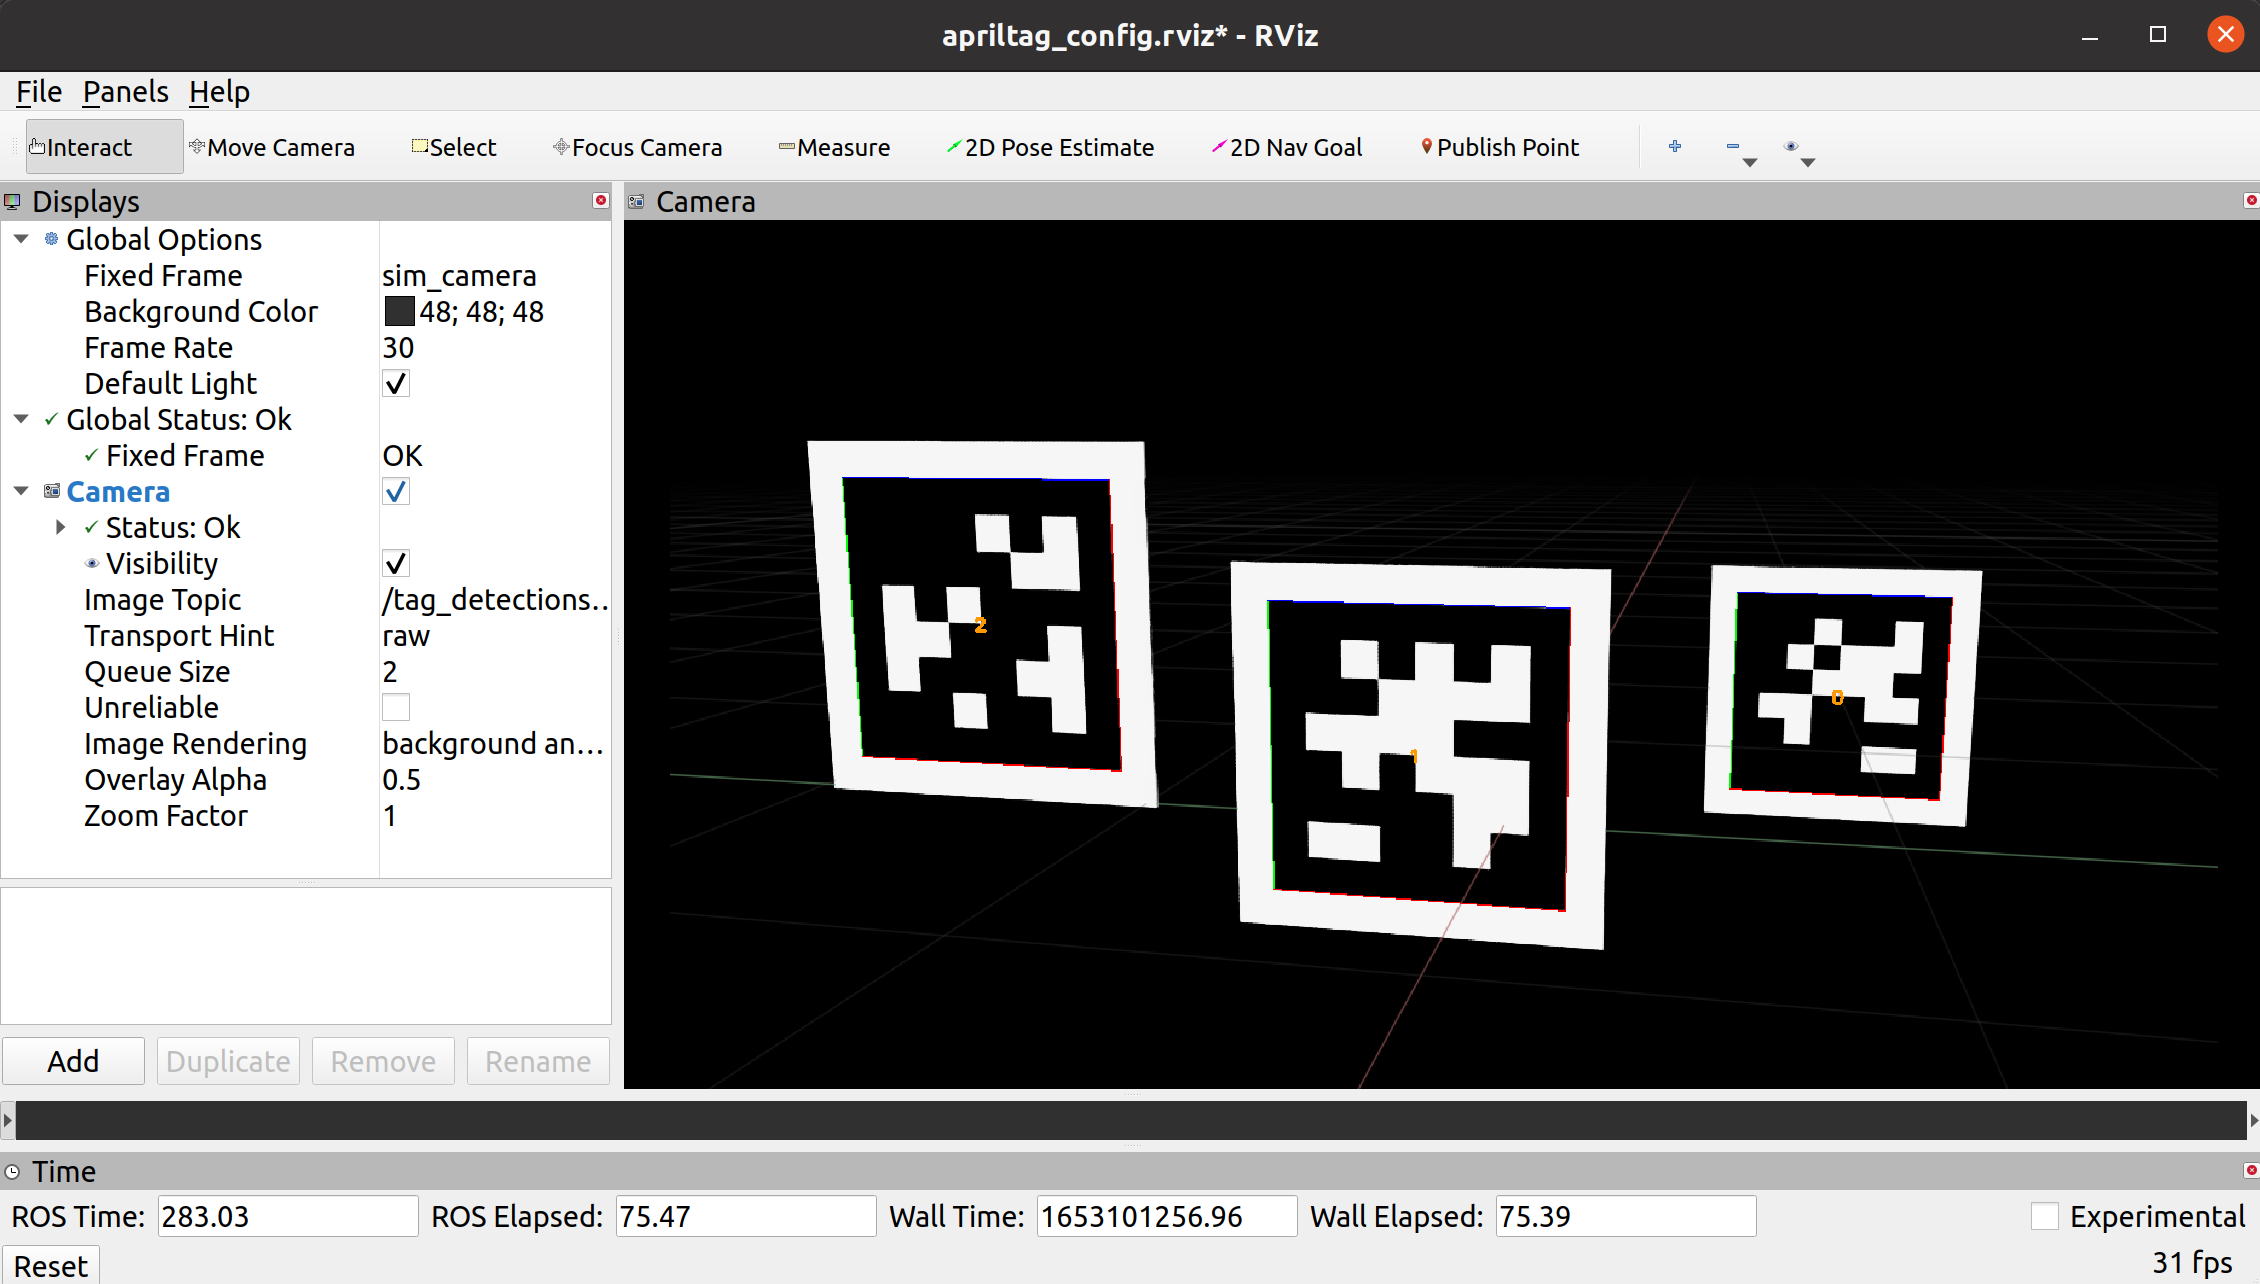 apriltag_config.rviz* - RViz
File Panels Help
Interact Move Camera Select Focus Camera Measure 2D Pose Estimate 2D Nav Goal Publish Point
Displays
Global Options
Fixed Frame sim_camera
Background Color 48; 48; 48
Frame Rate 30
Default Light
Global Status: Ok
Fixed Frame OK
Camera
Status: Ok
Visibility
Image Topic /tag_detections..
Transport Hint raw
Queue Size 2
Unreliable
Image Rendering background an...
Overlay Alpha 0.5
Zoom Factor 1
Add Duplicate Remove Rename
Camera
2
1
0
Time
ROS Time: 283.03 ROS Elapsed: 75.47 Wall Time: 1653101256.96 Wall Elapsed: 75.39 Experimental
Reset 31 fps